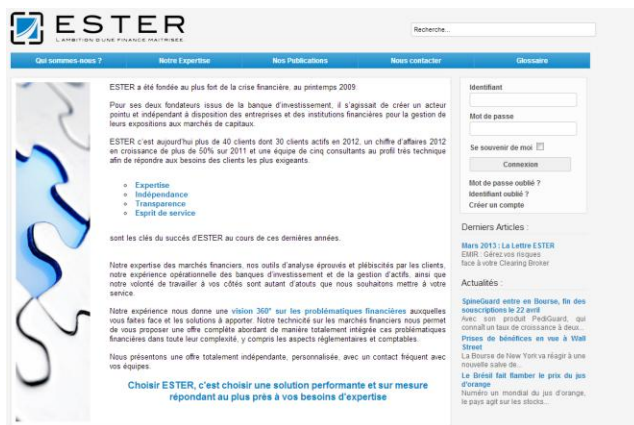 ESTER
L'AMBITION D'UNE FINANCE MAITRISEE
Recherche...
Qui sommes-nous ?
Notre Expertise
Nos Publications
Nous contacter
Glossaire
ESTER a été fondée au plus fort de la crise financière, au printemps 2009
Pour ses deux fondateurs issus de la banque d'investissement, il s'agissait de créer un acteur
pointu et indépendant à disposition des entreprises et des institutions financières pour la gestion de
leurs expositions aux marchés de capitaux.
ESTER c'est aujourd'hui plus de 40 clients dont 30 clients actifs en 2012, un chiffre d'affaires 2012
en croissance de plus de 50% sur 2011 et une équipe de cinq consultants au profil très technique
afin de répondre aux besoins des clients les plus exigeants.
Expertise
Indépendance
Transparence
Esprit de service
sont les clés du succès d'ESTER au cours de ces dernières années.
Notre expertise des marchés financiers, nos outils d'analyse éprouvés et plébiscités par les clients,
notre expérience opérationnelle des banques d'investissement et de la gestion d'actifs, ainsi que
notre volonté de travailler à vos côtés sont autant d'atouts que nous souhaitons mettre à votre
service.
Notre expérience nous donne une vision 360° sur les problématiques financières auxquelles
vous faites face et les solutions à apporter. Notre technicité sur les marchés financiers nous permet
de vous proposer une offre complète abordant de manière totalement intégrée ces problématiques
financières dans toute leur complexité, y compris les aspects réglementaires et comptables.
Nous présentons une offre totalement indépendante, personnalisée, avec un contact fréquent avec
vos équipes.
Choisir ESTER, c'est choisir une solution performante et sur mesure
répondant au plus près à vos besoins d'expertise
Identifiant
Mot de passe
Se souvenir de moi
Connexion
Mot de passe oublié ?
Identifiant oublié ?
Créer un compte
Derniers Articles :
Mars 2013 : La Lettre ESTER
EMIR : Gérez vos risques
face à votre Clearing Broker
Actualités :
SpineGuard entre en Bourse, fin des
souscriptions le 22 avril
Avec son produit PediGuard, qui
connaît un taux de croissance à deux...
Prises de bénéfices en vue à Wall
Street
La Bourse de New York va réagir à une
nouvelle salve de...
Le Brésil fait flamber le prix du jus
d'orange
Numéro un mondial du jus d'orange,
le pays agit sur les stocks...